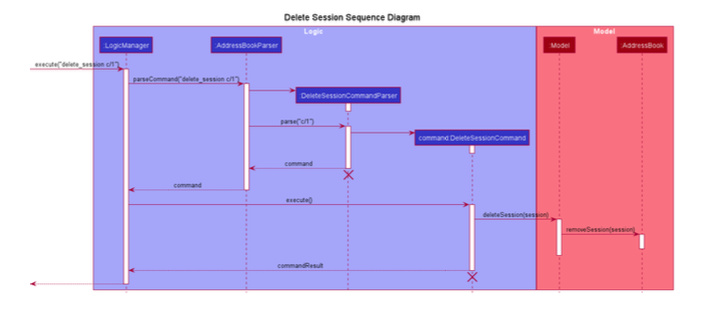 Delete Session Sequence Diagram
Logic
Model
:LogicManager
:AddressBookParser
:Model
:AddressBook
execute("delete_session c/1")
parseCommand("delete_session c/1")
:DeleteSessionCommandParser
parse("c/1")
command:DeleteSessionCommand
command
command
execute()
deleteSession(session)
removeSession(session)
commandResult